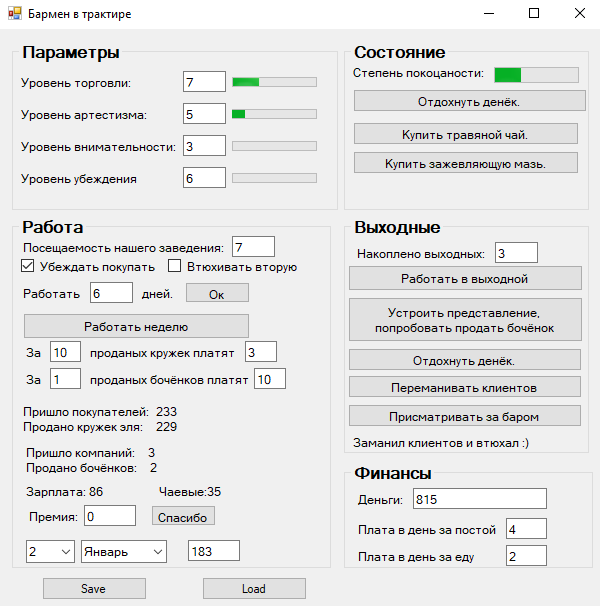 Бармен в трактире
Параметры
Уровень торговли: 7
Уровень артестизма: 5
Уровень внимательности: 3
Уровень убеждения 6
Состояние
Степень покоцаности:
Отдохнуть денёк.
Купить травяной чай.
Купить зажевляющую мазь.
Работа
Посещаемость нашего заведения: 7
Убеждать покупать Втюхивать вторую
Работать 6 дней. Ок
Работать неделю
За 10 проданых кружек платят 3
За 1 проданых бочёнков платят 10
Пришло покупателей: 233
Продано кружек эля: 229
Пришло компаний: 3
Продано бочёнков: 2
Зарплата: 86 Чаевые:35
Премия: 0 Спасибо
2 Январь 183
Save Load
Выходные
Накоплено выходных: 3
Работать в выходной
Устроить представление,
попробовать продать бочёнок
Отдохнуть денёк.
Переманивать клиентов
Присматривать за баром
Заманил клиентов и втюхал :)
Финансы
Деньги: 815
Плата в день за постой 4
Плата в день за еду 2